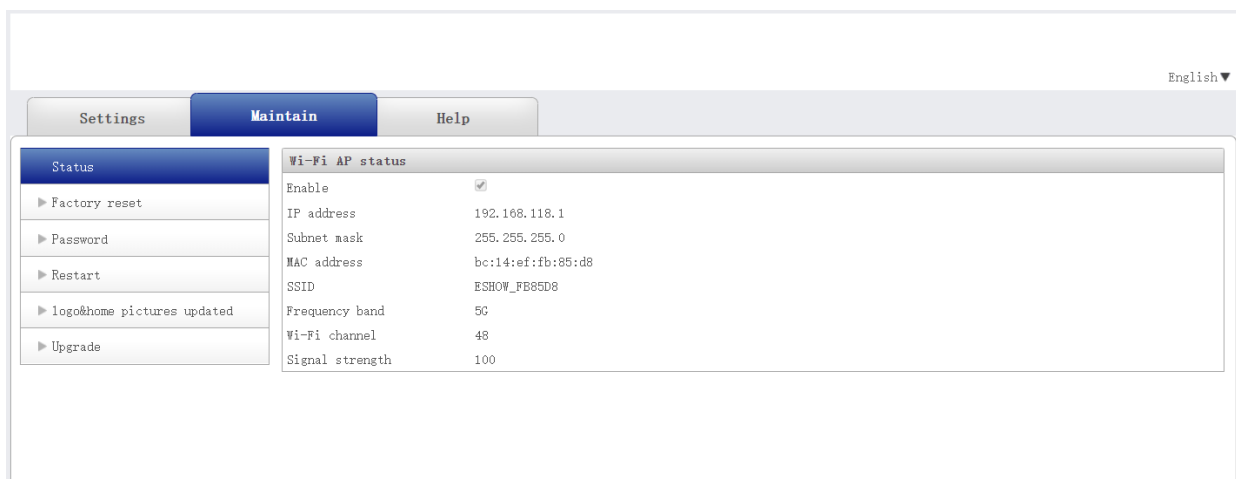 English▼
Settings Maintain Help
Status
Factory reset
Password
Restart
logo&home pictures updated
Upgrade
Wi-Fi AP status
Enable
IP address 192.168.118.1
Subnet mask 255.255.255.0
MAC address bc:14:ef:fb:85:d8
SSID ESHOW_FB85D8
Frequency band 5G
Wi-Fi channel 48
Signal strength 100